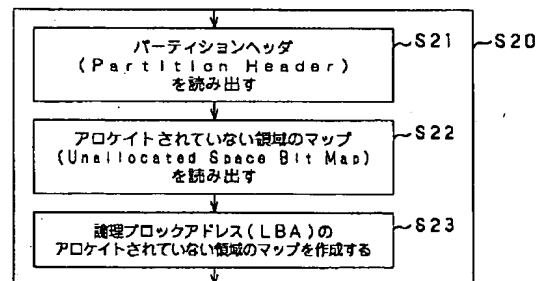 パーティションヘッダ
(Partition Header)
を読み出す
~S21
~S20
アロケイトされていない領域のマップ
(Unallocated Space Bit Map)
を読み出す
~S22
論理ブロックアドレス(LBA)の
アロケイトされていない領域のマップを作成する
~S23